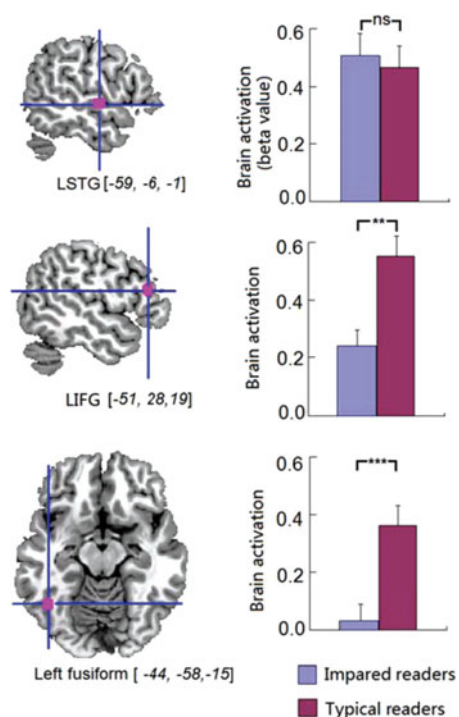 ns
0.6
0.4
0.2
0.0
Brain activation
(beta value)
LSTG [-59, -6, -1]
**
0.6
0.4
0.2
0.0
Brain activation
LIFG [-51, 28,19]
***
0.6
0.4
0.2
0.0
Brain activation
Left fusiform [ -44, -58,-15]
Impared readers
Typical readers